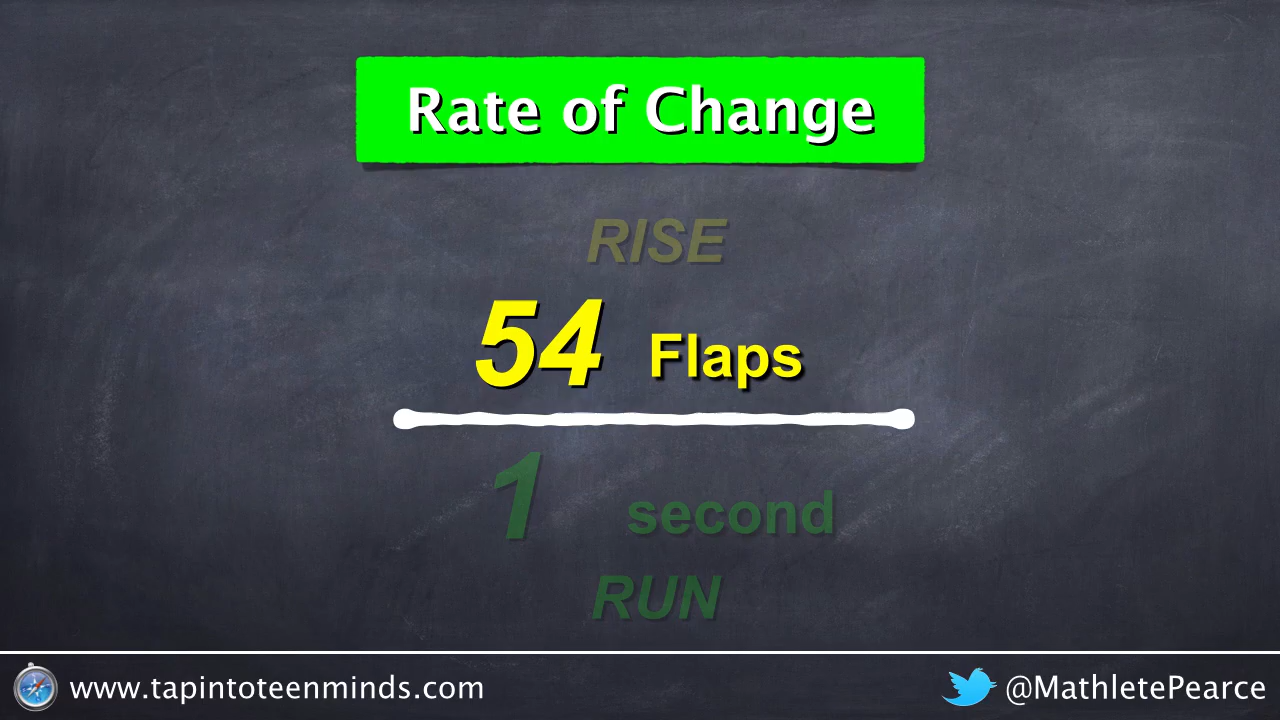 Rate of Change
RISE
54 Flaps
1 second
RUN
www.tapintoteenminds.com @MathletePearce